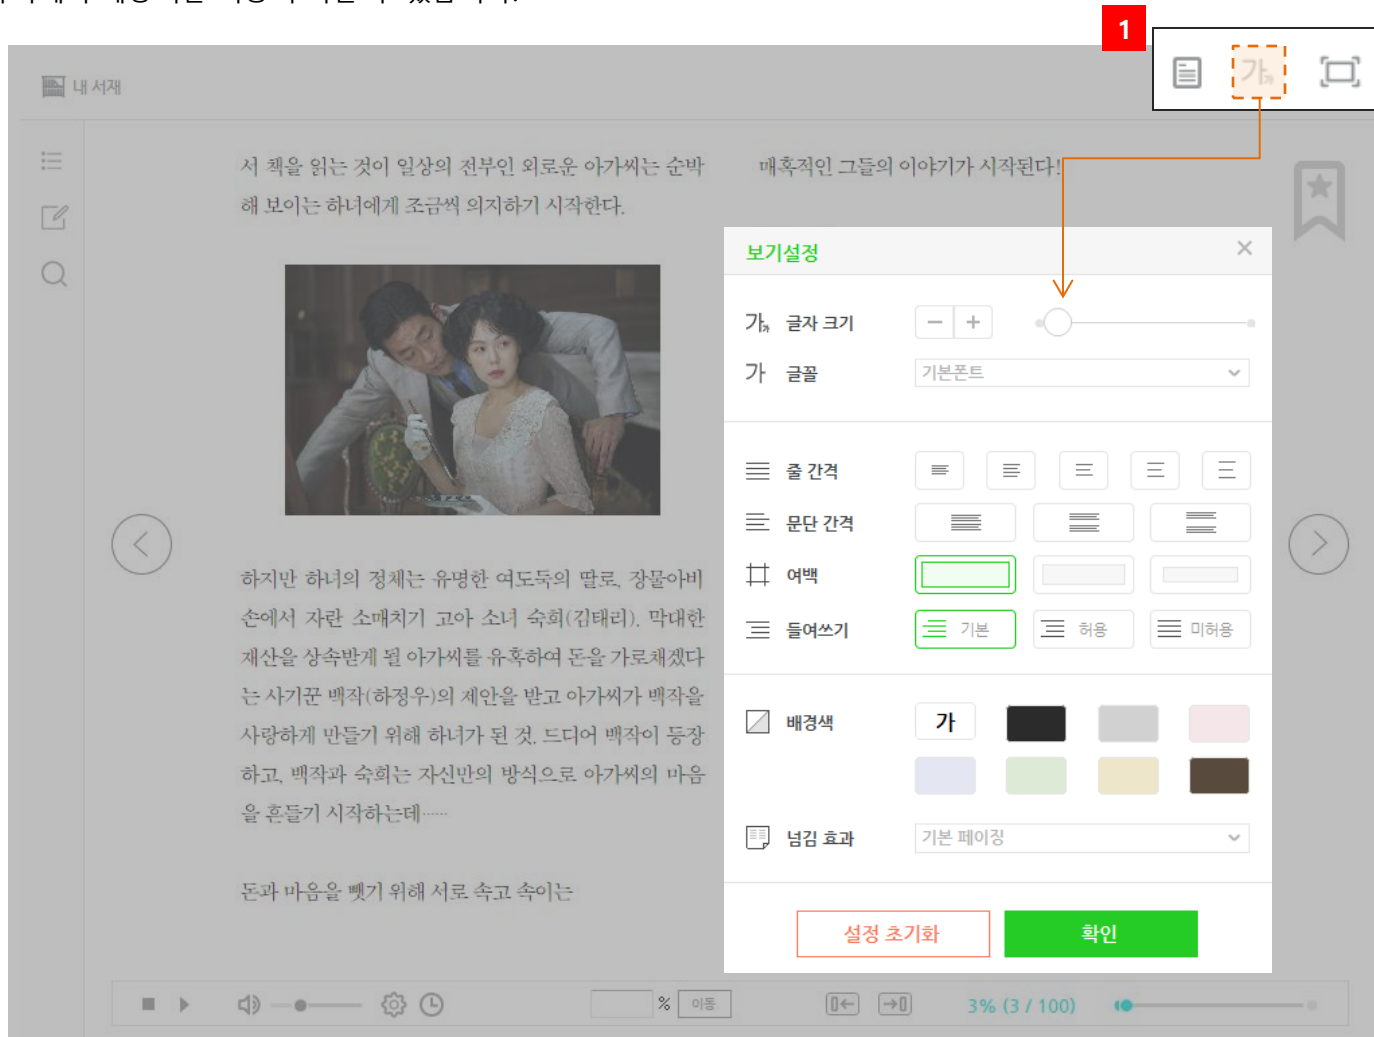 1
가가
내 서재
서 책을 읽는 것이 일상의 전부인 외로운 아가씨는 순박
해 보이는 하녀에게 조금씩 의지하기 시작한다.
하지만 하녀의 정체는 유명한 여도둑의 딸로, 장물아비
손에서 자란 소매치기 고아 소녀 숙희(김태리). 막대한
재산을 상속받게 될 아가씨를 유혹하여 돈을 가로채겠다
는 사기꾼 백작(하정우)의 제안을 받고 아가씨가 백작을
사랑하게 만들기 위해 하녀가 된 것. 드디어 백작이 등장
하고, 백작과 숙희는 자신만의 방식으로 아가씨의 마음
을 흔들기 시작하는데……
돈과 마음을 뺏기 위해 서로 속고 속이는
매혹적인 그들의 이야기가 시작된다!
보기설정
가가 글자 크기
가 글꼴 기본폰트
줄 간격
문단 간격
여백
들여쓰기 기본 허용 미허용
배경색 가
넘김 효과 기본 페이징
설정 초기화 확인
% 이동 3% (3 / 100)